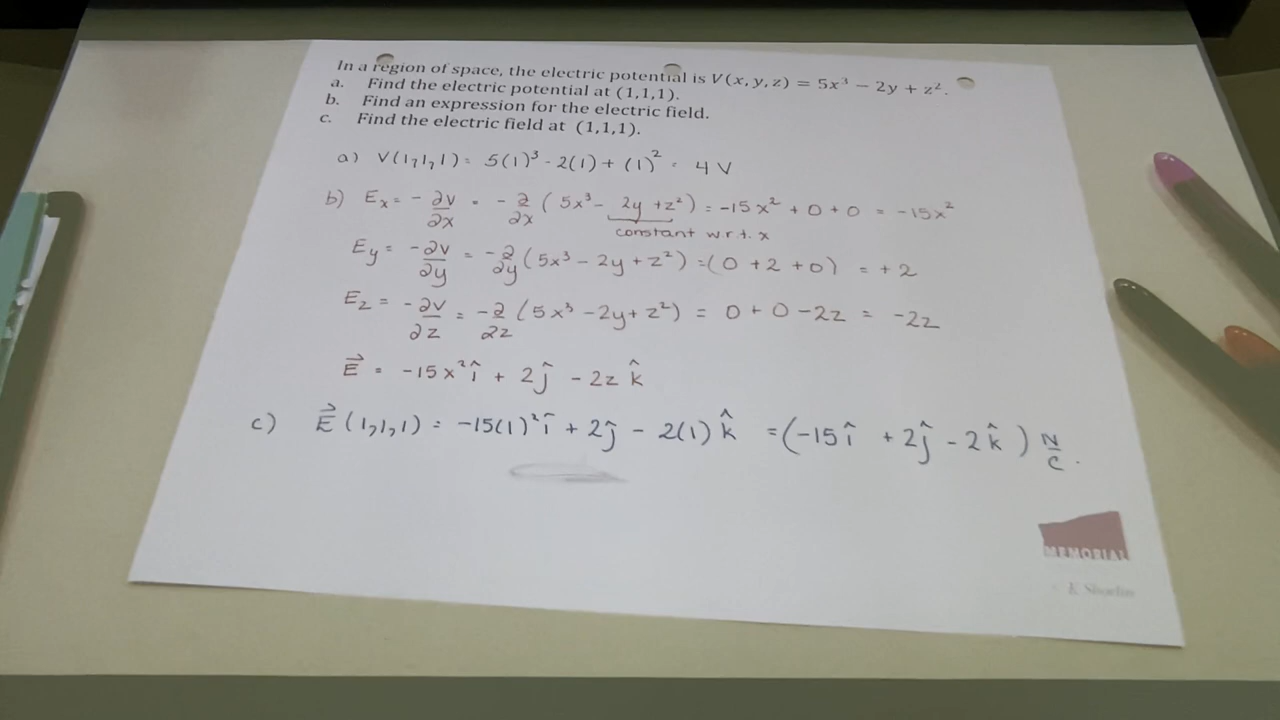 In a region of space, the electric potential is V(x, y, z) = 5x³ − 2y + z².
a. Find the electric potential at (1,1,1).
b. Find an expression for the electric field.
c. Find the electric field at (1,1,1).
a) V(1,1,1) = 5(1)³ - 2(1) + (1)² = 4 V
b) Ex = - ∂V/∂x = - ∂/∂x (5x³ - 2y + z²) = -15x² + 0 + 0 = -15x²
constant w.r.t. x
Ey = -∂V/∂y = -∂/∂y (5x³ - 2y + z²) = (0 + 2 + 0) = +2
Ez = -∂V/∂z = -∂/∂z (5x³ - 2y + z²) = 0 + 0 - 2z = -2z
E⃗ = -15x² î + 2ĵ - 2z k̂
c) E⃗ (1,1,1) = -15(1)² î + 2ĵ - 2(1) k̂ = (-15 î + 2ĵ - 2k̂) N/C.
MEMORIAL